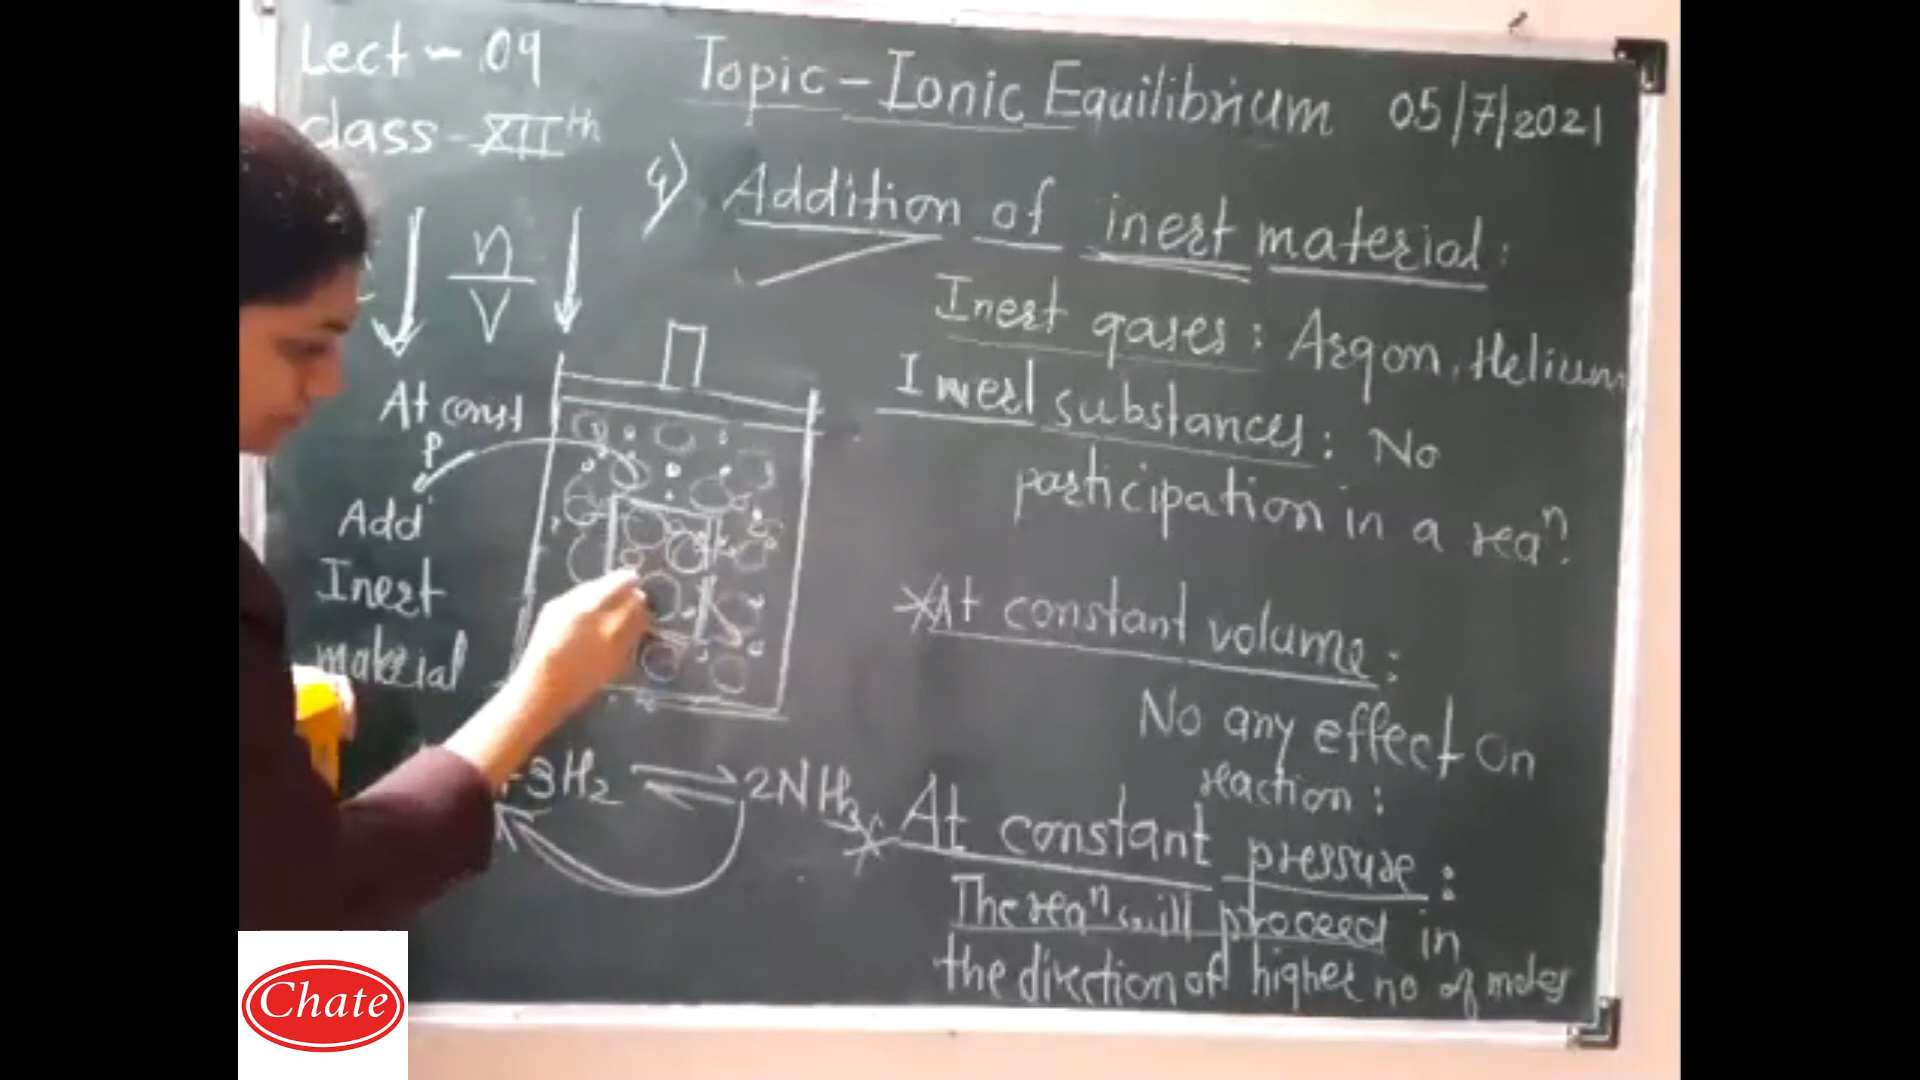 Lect - 09
Class - XIIth
Topic - Ionic Equilibrium 05/7/2021
4) Addition of inert material:
Inert gases: Argon, Helium
Inert substances: No
participation in a reaⁿ.
*At constant volume:
No any effect on
reaction:
*At constant pressure:
The reaⁿ will proceed in
the direction of higher no of moles
n
V
At const
P
Add
Inert
material
+3H₂ ⇌ 2NH₃
Chate